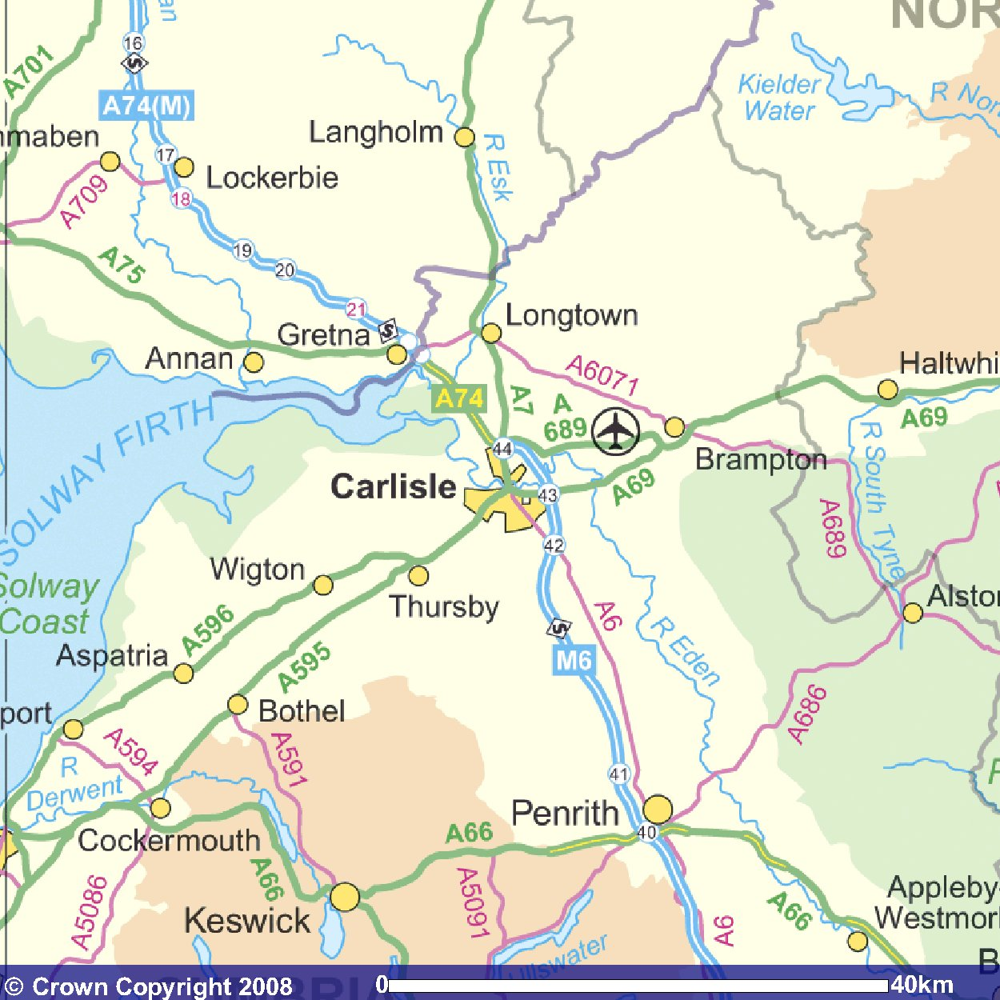 NOR
16
S
A701
A74(M)
Kielder
Water
R Nor
Langholm
R Esk
17
Lockerbie
18
A709
A75
19
20
21
Gretna
S
Longtown
Annan
A6071
Haltwhi
A74
A7
A
689
A69
SOLWAY FIRTH
44
Brampton
R South Tyne
Carlisle
A69
43
A689
42
Wigton
Thursby
Solway
Coast
A596
A6
S
R Eden
Alston
Aspatria
A595
M6
port
Bothel
A686
A594
A591
R
Derwent
41
Penrith
40
Cockermouth
A66
A66
A5091
A5086
Keswick
A6
A66
Appleby-
Westmorl
Ullswater
B
© Crown Copyright 2008
0
40km